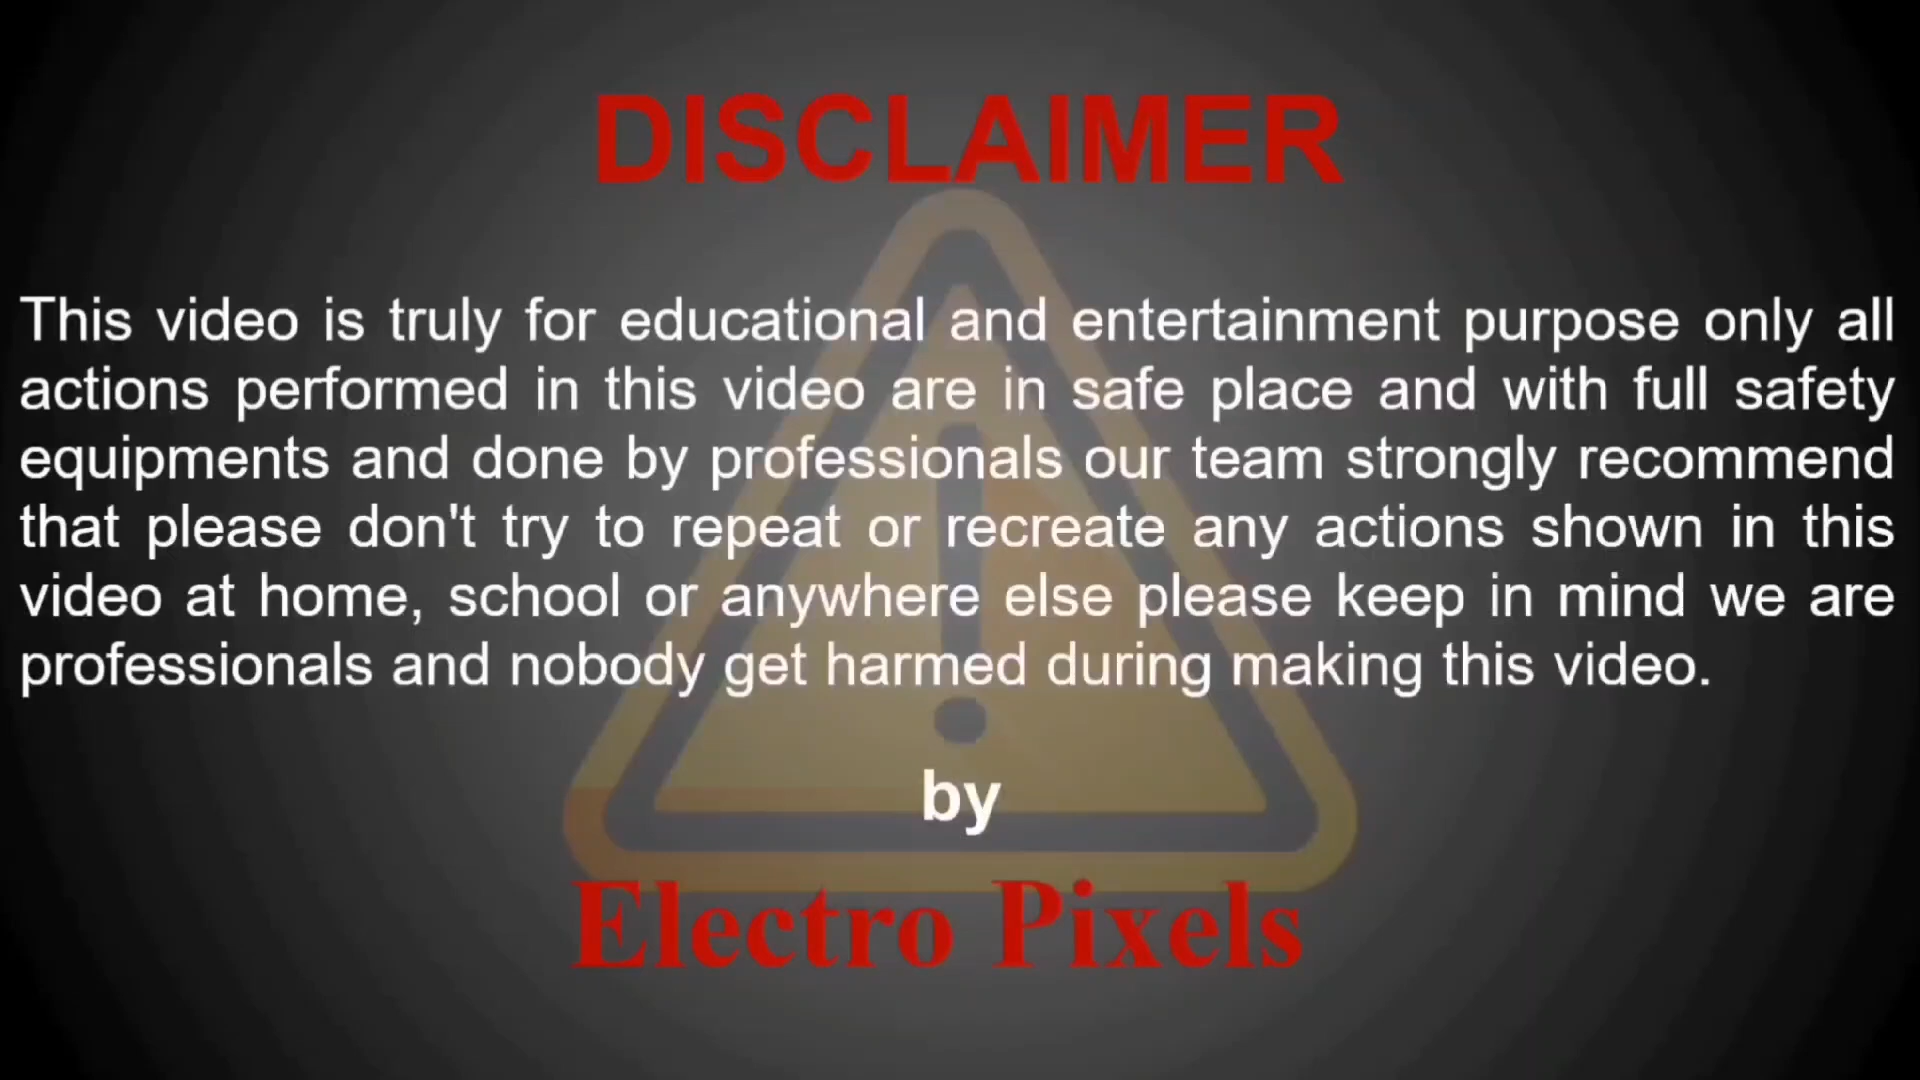 DISCLAIMER
This video is truly for educational and entertainment purpose only all
actions performed in this video are in safe place and with full safety
equipments and done by professionals our team strongly recommend
that please don't try to repeat or recreate any actions shown in this
video at home, school or anywhere else please keep in mind we are
professionals and nobody get harmed during making this video.
by
Electro Pixels